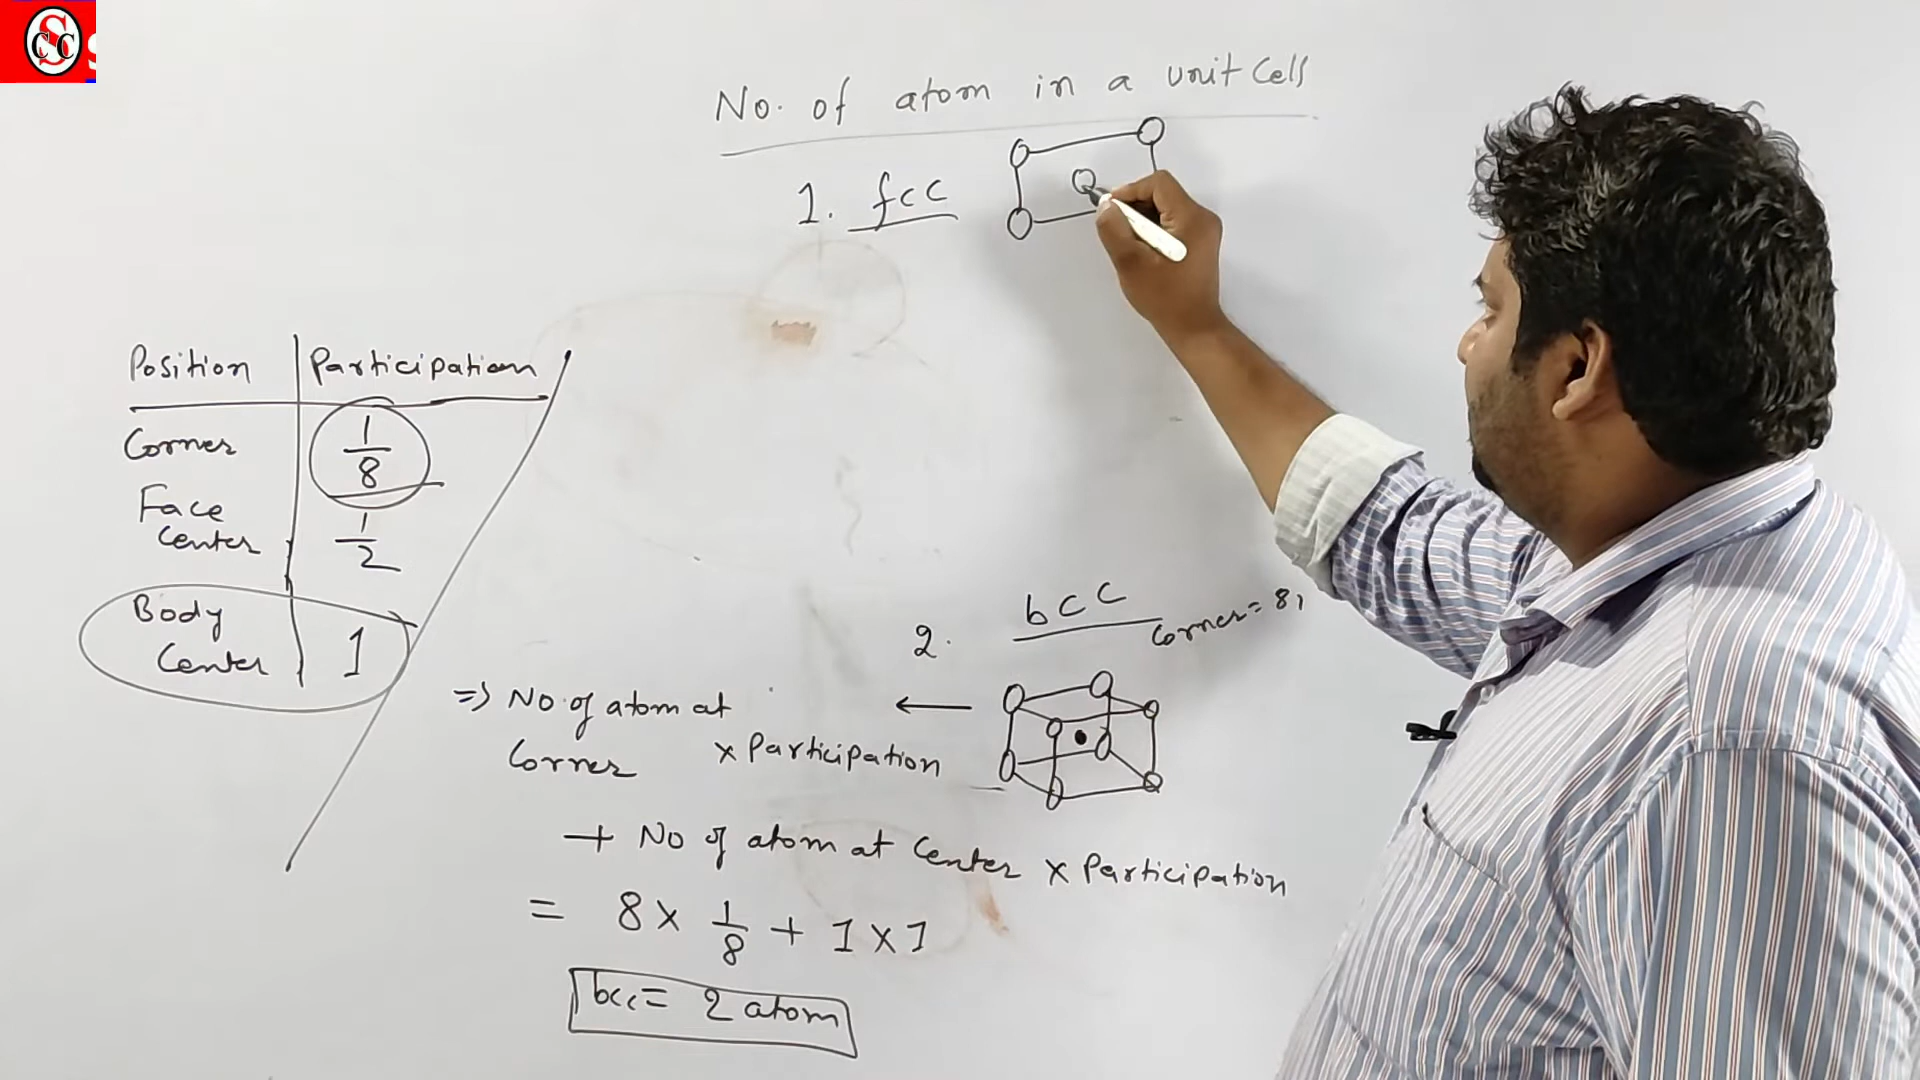 SCC
No. of atom in a unit Cell
1. fcc
Position Participation
Corner 1/8
Face
Center 1/2
Body
Center 1
2. bcc
Corner = 8,
=> No. of atom at
Corner x Participation
+ No of atom at Center x Participation
= 8 x 1/8 + 1 x 1
bcc = 2 atom